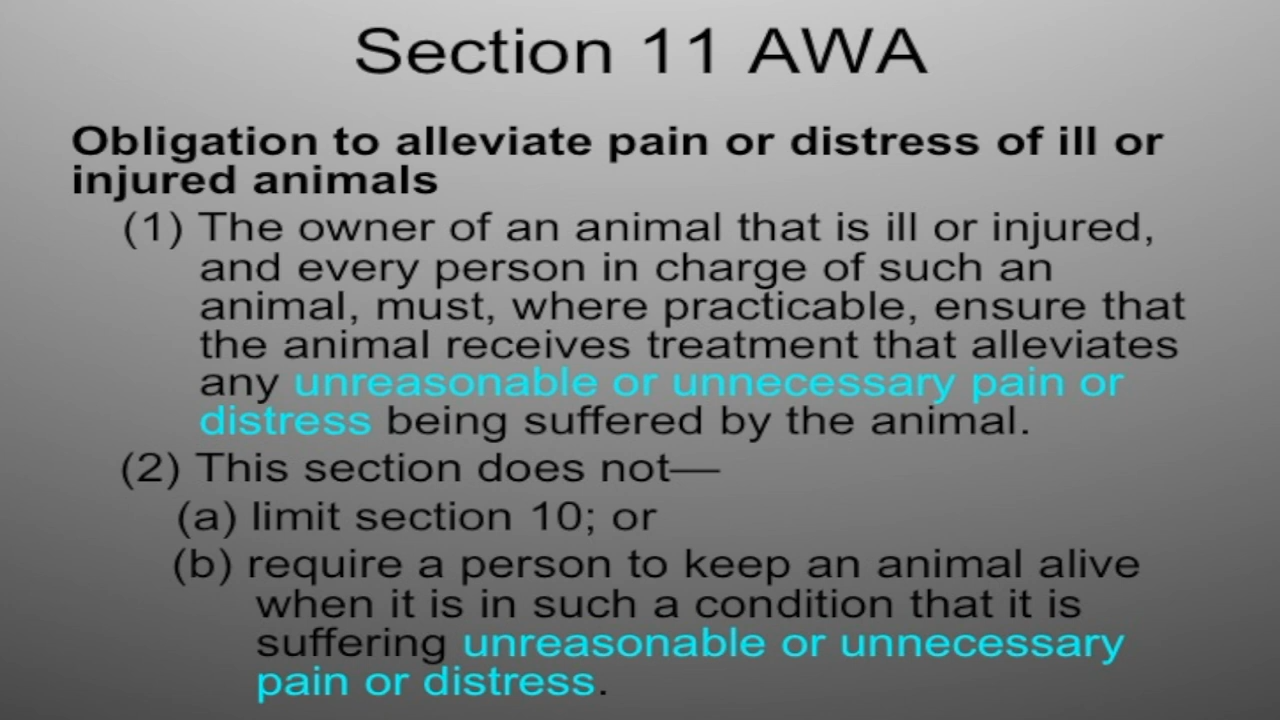 Section 11 AWA
Obligation to alleviate pain or distress of ill or
injured animals
(1) The owner of an animal that is ill or injured,
and every person in charge of such an
animal, must, where practicable, ensure that
the animal receives treatment that alleviates
any unreasonable or unnecessary pain or
distress being suffered by the animal.
(2) This section does not—
(a) limit section 10; or
(b) require a person to keep an animal alive
when it is in such a condition that it is
suffering unreasonable or unnecessary
pain or distress.